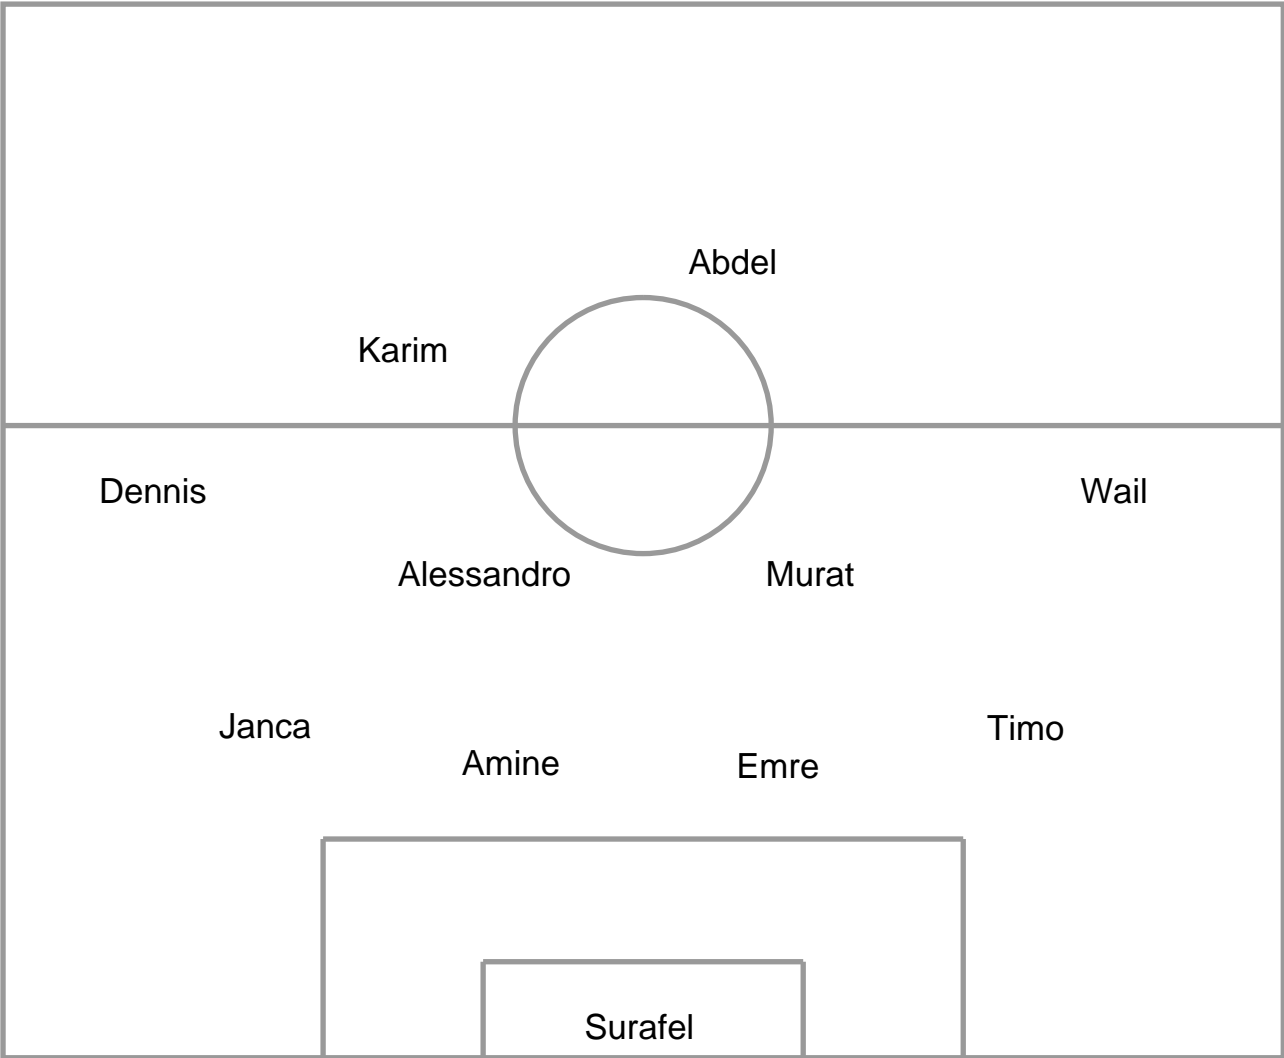 Abdel
Karim
Dennis
Wail
Alessandro
Murat
Janca
Timo
Amine
Emre
Surafel